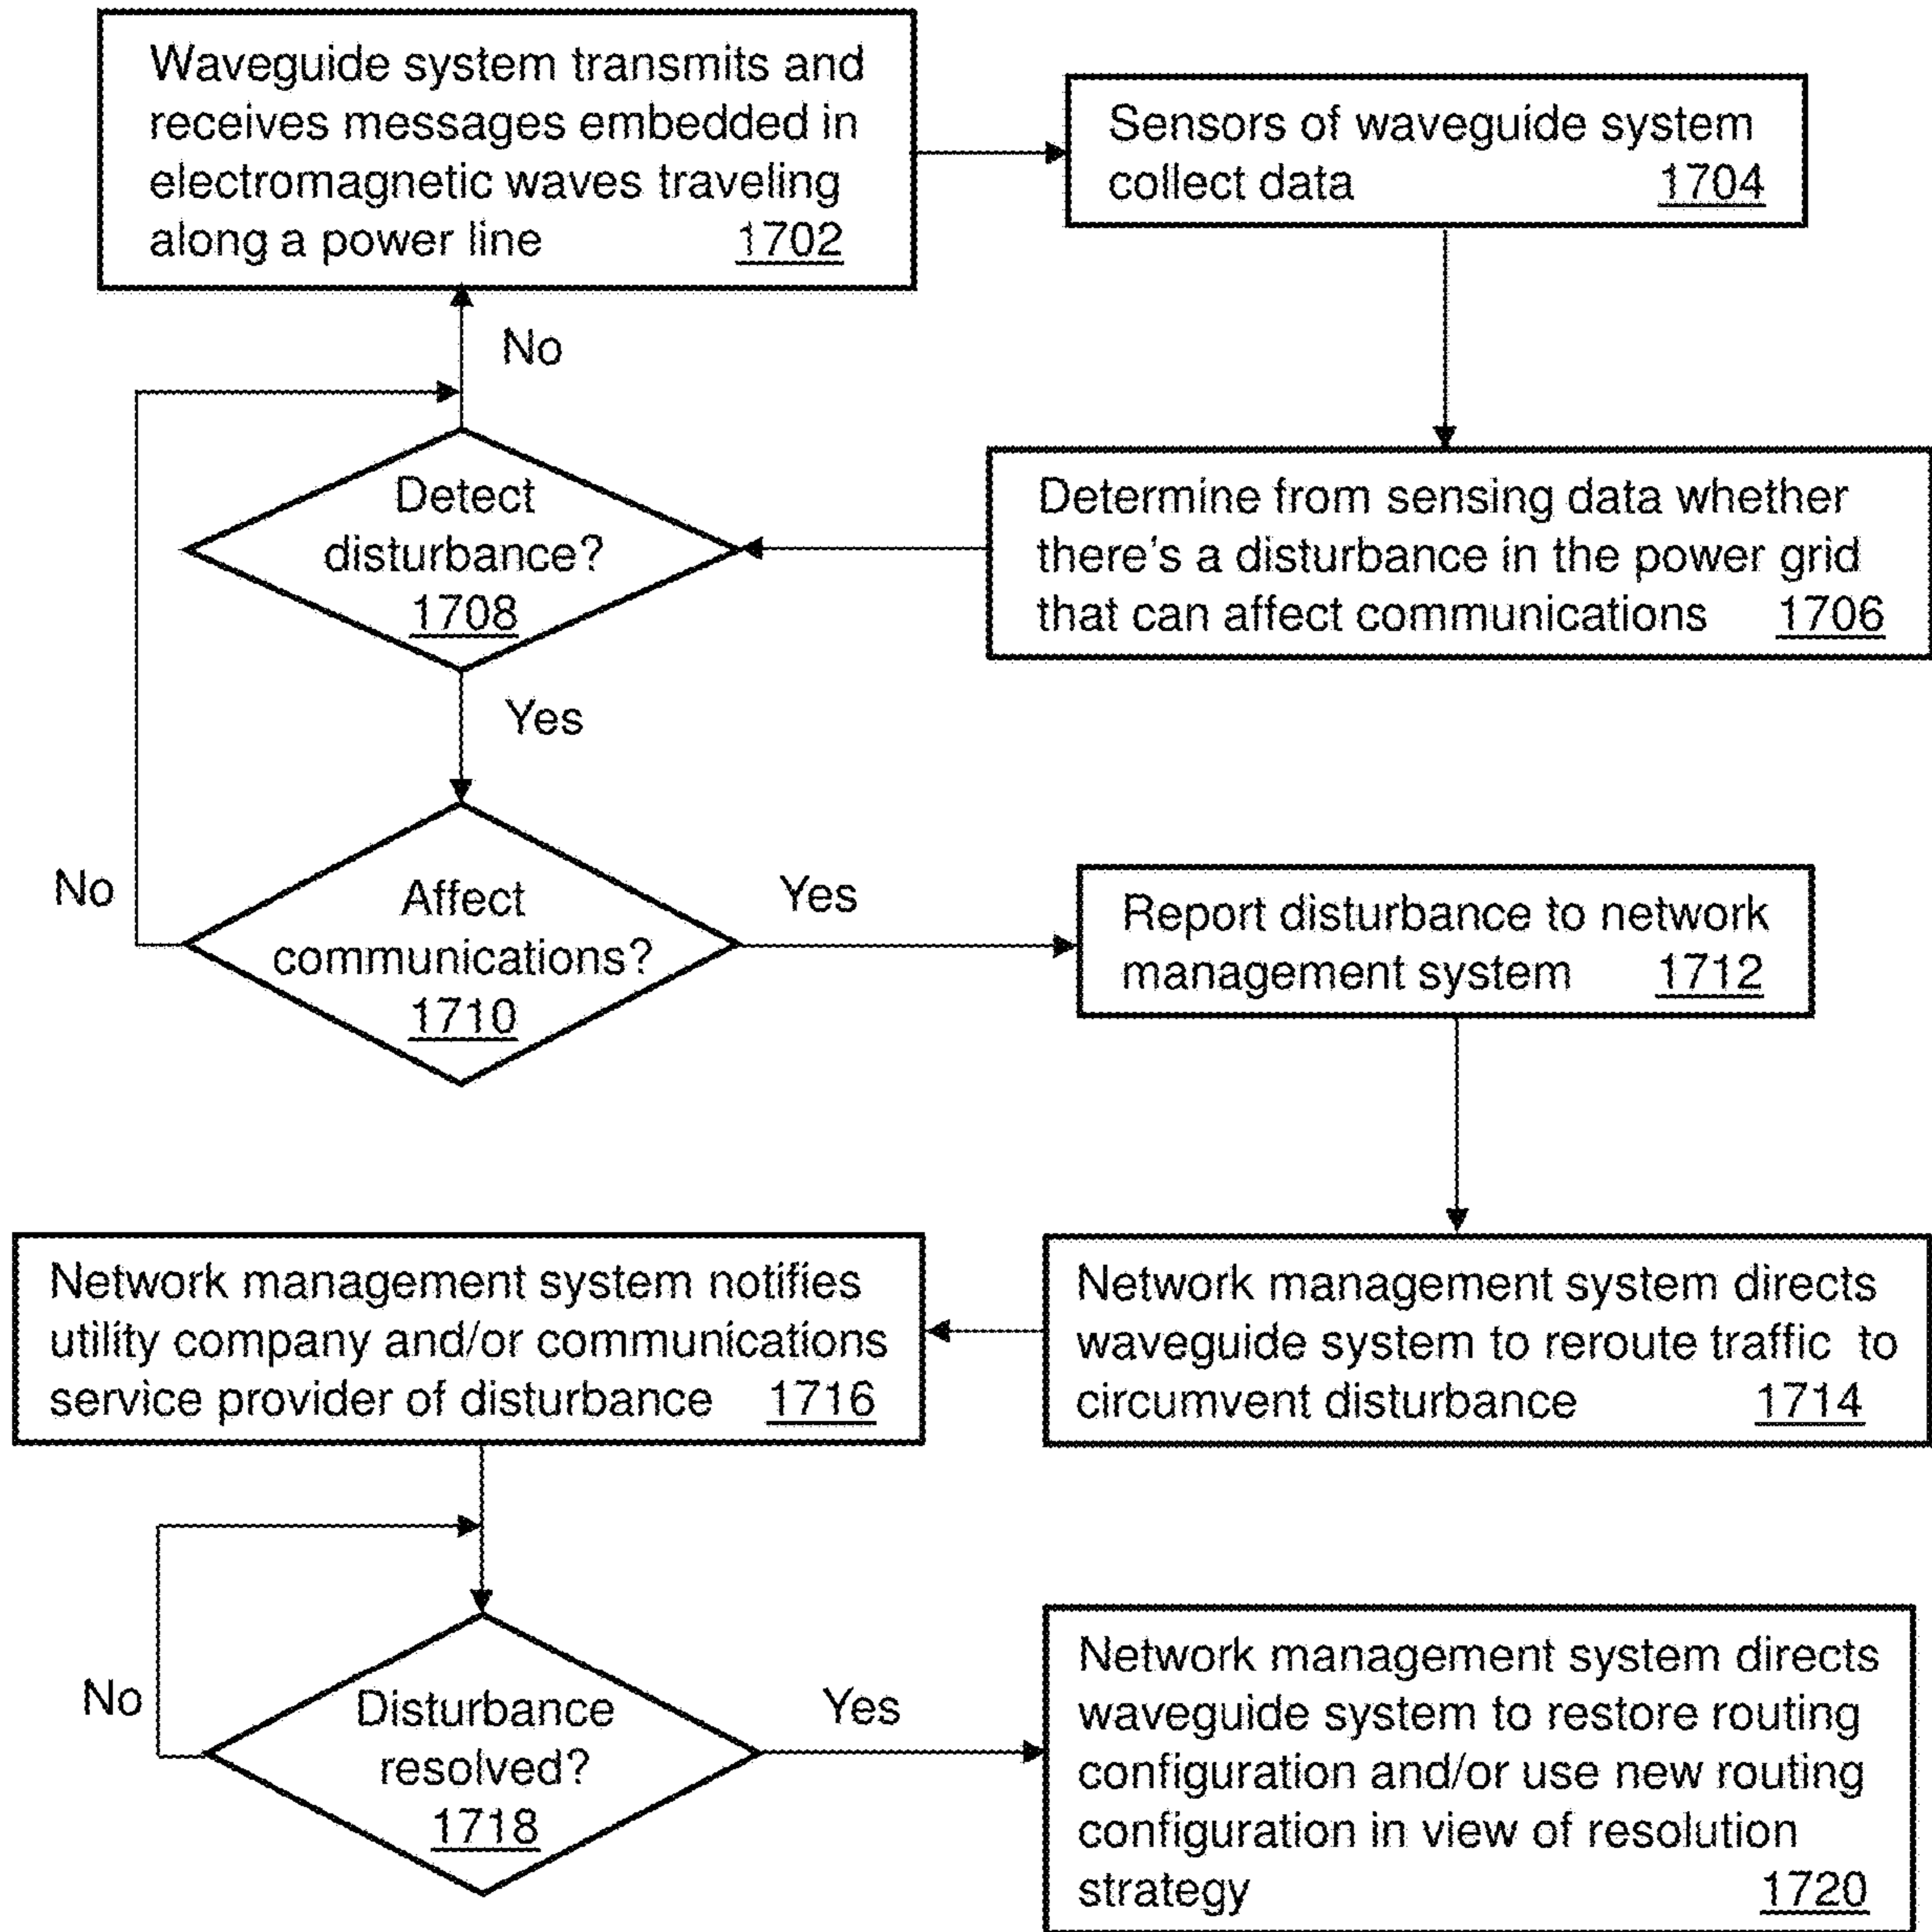 Waveguide system transmits and
receives messages embedded in
electromagnetic waves traveling
along a power line 1702
Sensors of waveguide system
collect data 1704
No
Detect
disturbance?
1708
Determine from sensing data whether
there's a disturbance in the power grid
that can affect communications 1706
Yes
No
Affect
communications?
1710
Yes
Report disturbance to network
management system 1712
Network management system directs
waveguide system to reroute traffic to
circumvent disturbance 1714
Network management system notifies
utility company and/or communications
service provider of disturbance 1716
No
Disturbance
resolved?
1718
Yes
Network management system directs
waveguide system to restore routing
configuration and/or use new routing
configuration in view of resolution
strategy 1720